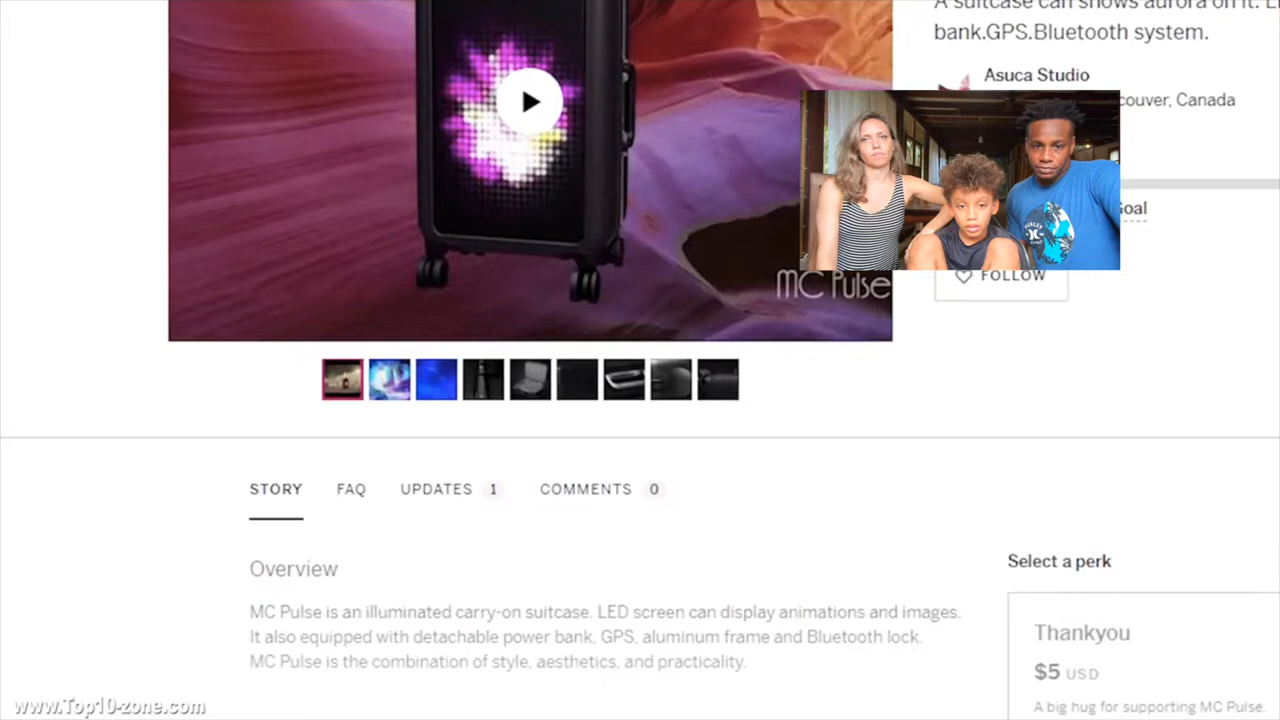 A suitcase can shows aurora on it.
bank.GPS.Bluetooth system.
Asuca Studio
couver, Canada
Goal
FOLLOW
MC Pulse
STORY FAQ UPDATES 1 COMMENTS 0
Overview
MC Pulse is an illuminated carry-on suitcase. LED screen can display animations and images.
It also equipped with detachable power bank, GPS, aluminum frame and Bluetooth lock.
MC Pulse is the combination of style, aesthetics, and practicality.
Select a perk
Thankyou
$5 USD
A big hug for supporting MC Pulse.
www.Top10-zone.com